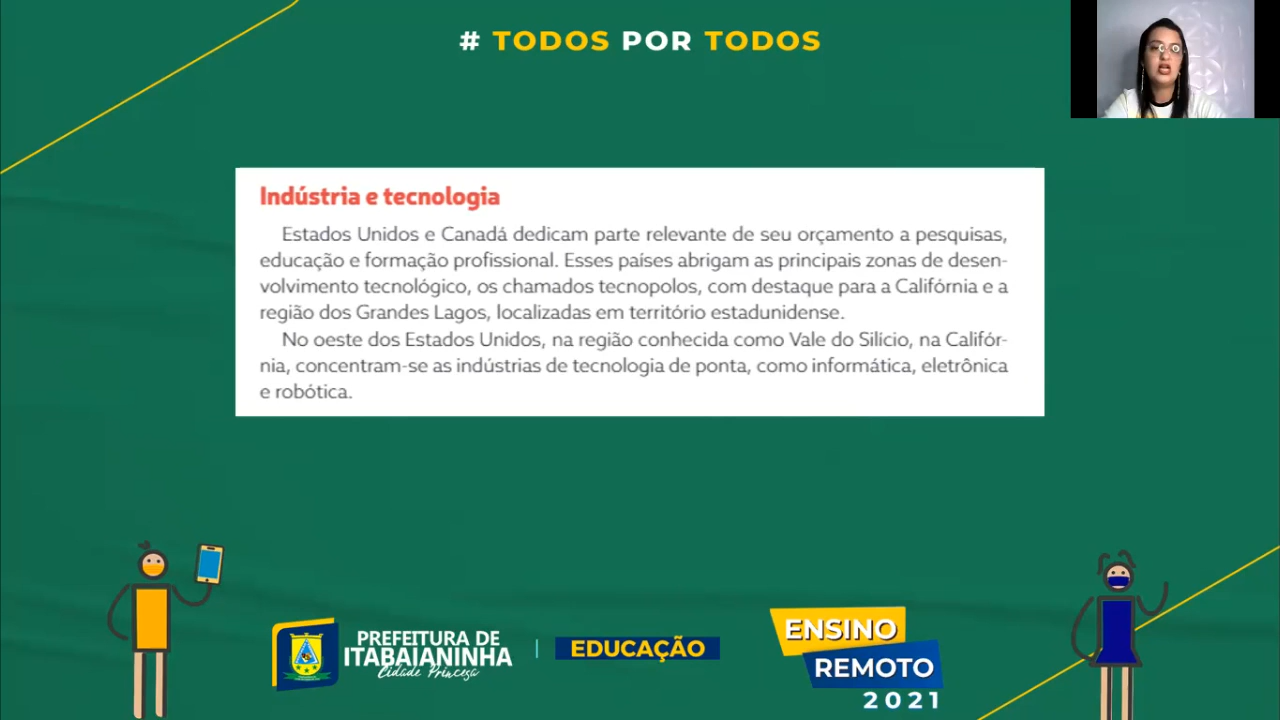 # TODOS POR TODOS
Indústria e tecnologia
Estados Unidos e Canadá dedicam parte relevante de seu orçamento a pesquisas,
educação e formação profissional. Esses países abrigam as principais zonas de desen-
volvimento tecnológico, os chamados tecnopolos, com destaque para a Califórnia e a
região dos Grandes Lagos, localizadas em território estadunidense.
No oeste dos Estados Unidos, na região conhecida como Vale do Silício, na Califór-
nia, concentram-se as indústrias de tecnologia de ponta, como informática, eletrônica
e robótica.
PREFEITURA DE
ITABAIANINHA
Cidade Princesa
EDUCAÇÃO
ENSINO
REMOTO
2021